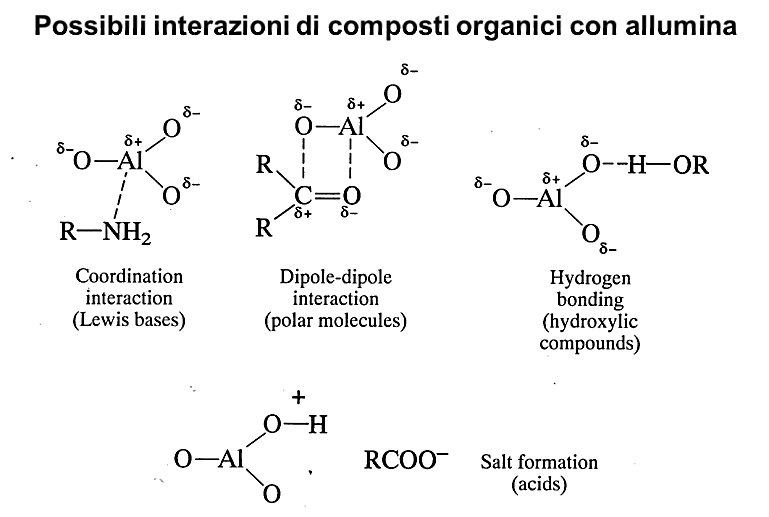 Possibili interazioni di composti organici con allumina
δ–
δ–
O
δ–
δ+
O
δ–O—Al
O
δ–
R—NH2
δ–
δ–
δ+
O
O—Al
O
δ–
R
C=O
δ+
δ–
R
δ–
O--H—OR
δ–
δ+
O—Al
O
δ–
Coordination
interaction
(Lewis bases)
Dipole-dipole
interaction
(polar molecules)
Hydrogen
bonding
(hydroxylic
compounds)
+
O—H
O—Al
O
RCOO–
Salt formation
(acids)